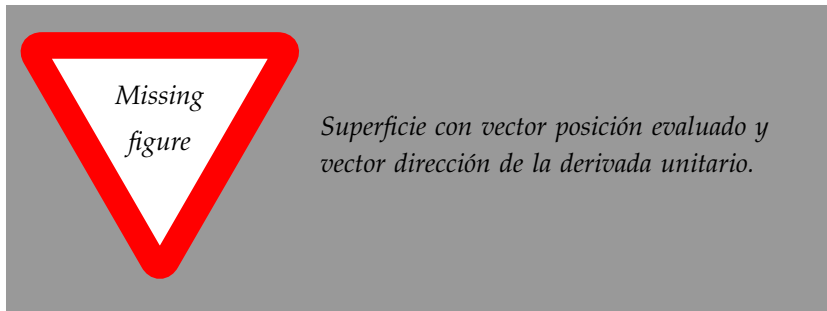 Missing
figure
Superficie con vector posición evaluado y
vector dirección de la derivada unitario.